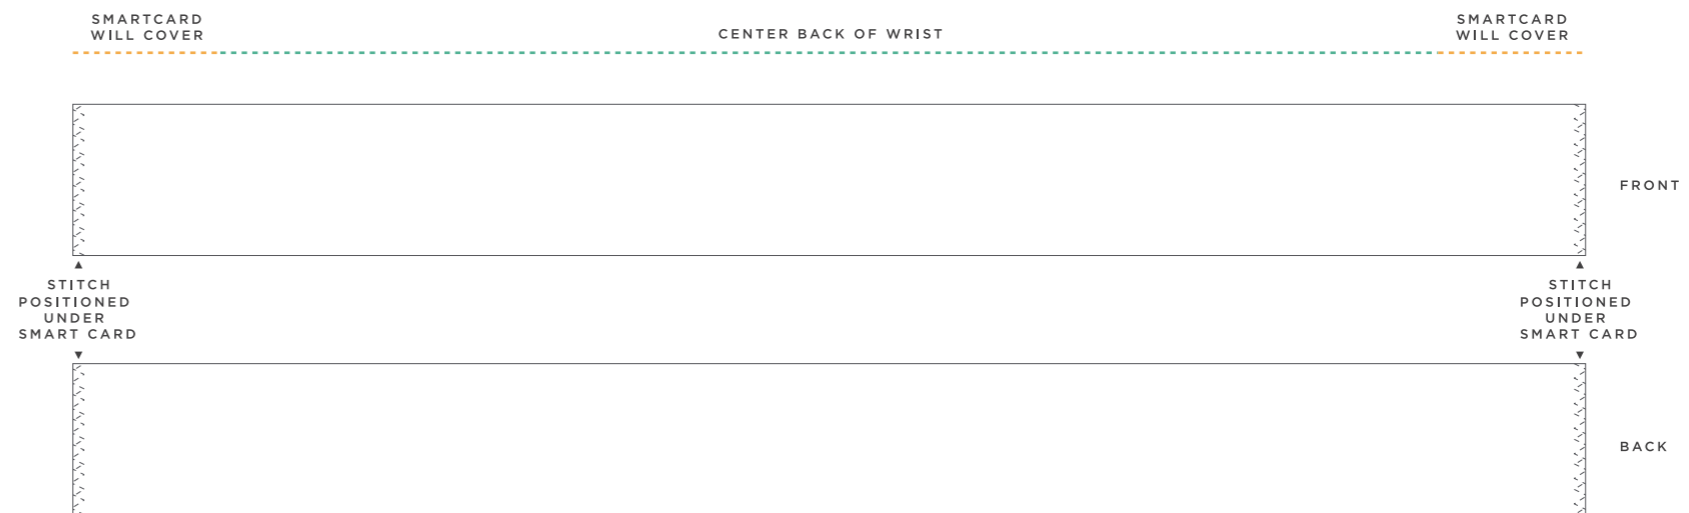 SMARTCARD
WILL COVER
CENTER BACK OF WRIST
SMARTCARD
WILL COVER
FRONT
STITCH
POSITIONED
UNDER
SMART CARD
STITCH
POSITIONED
UNDER
SMART CARD
BACK